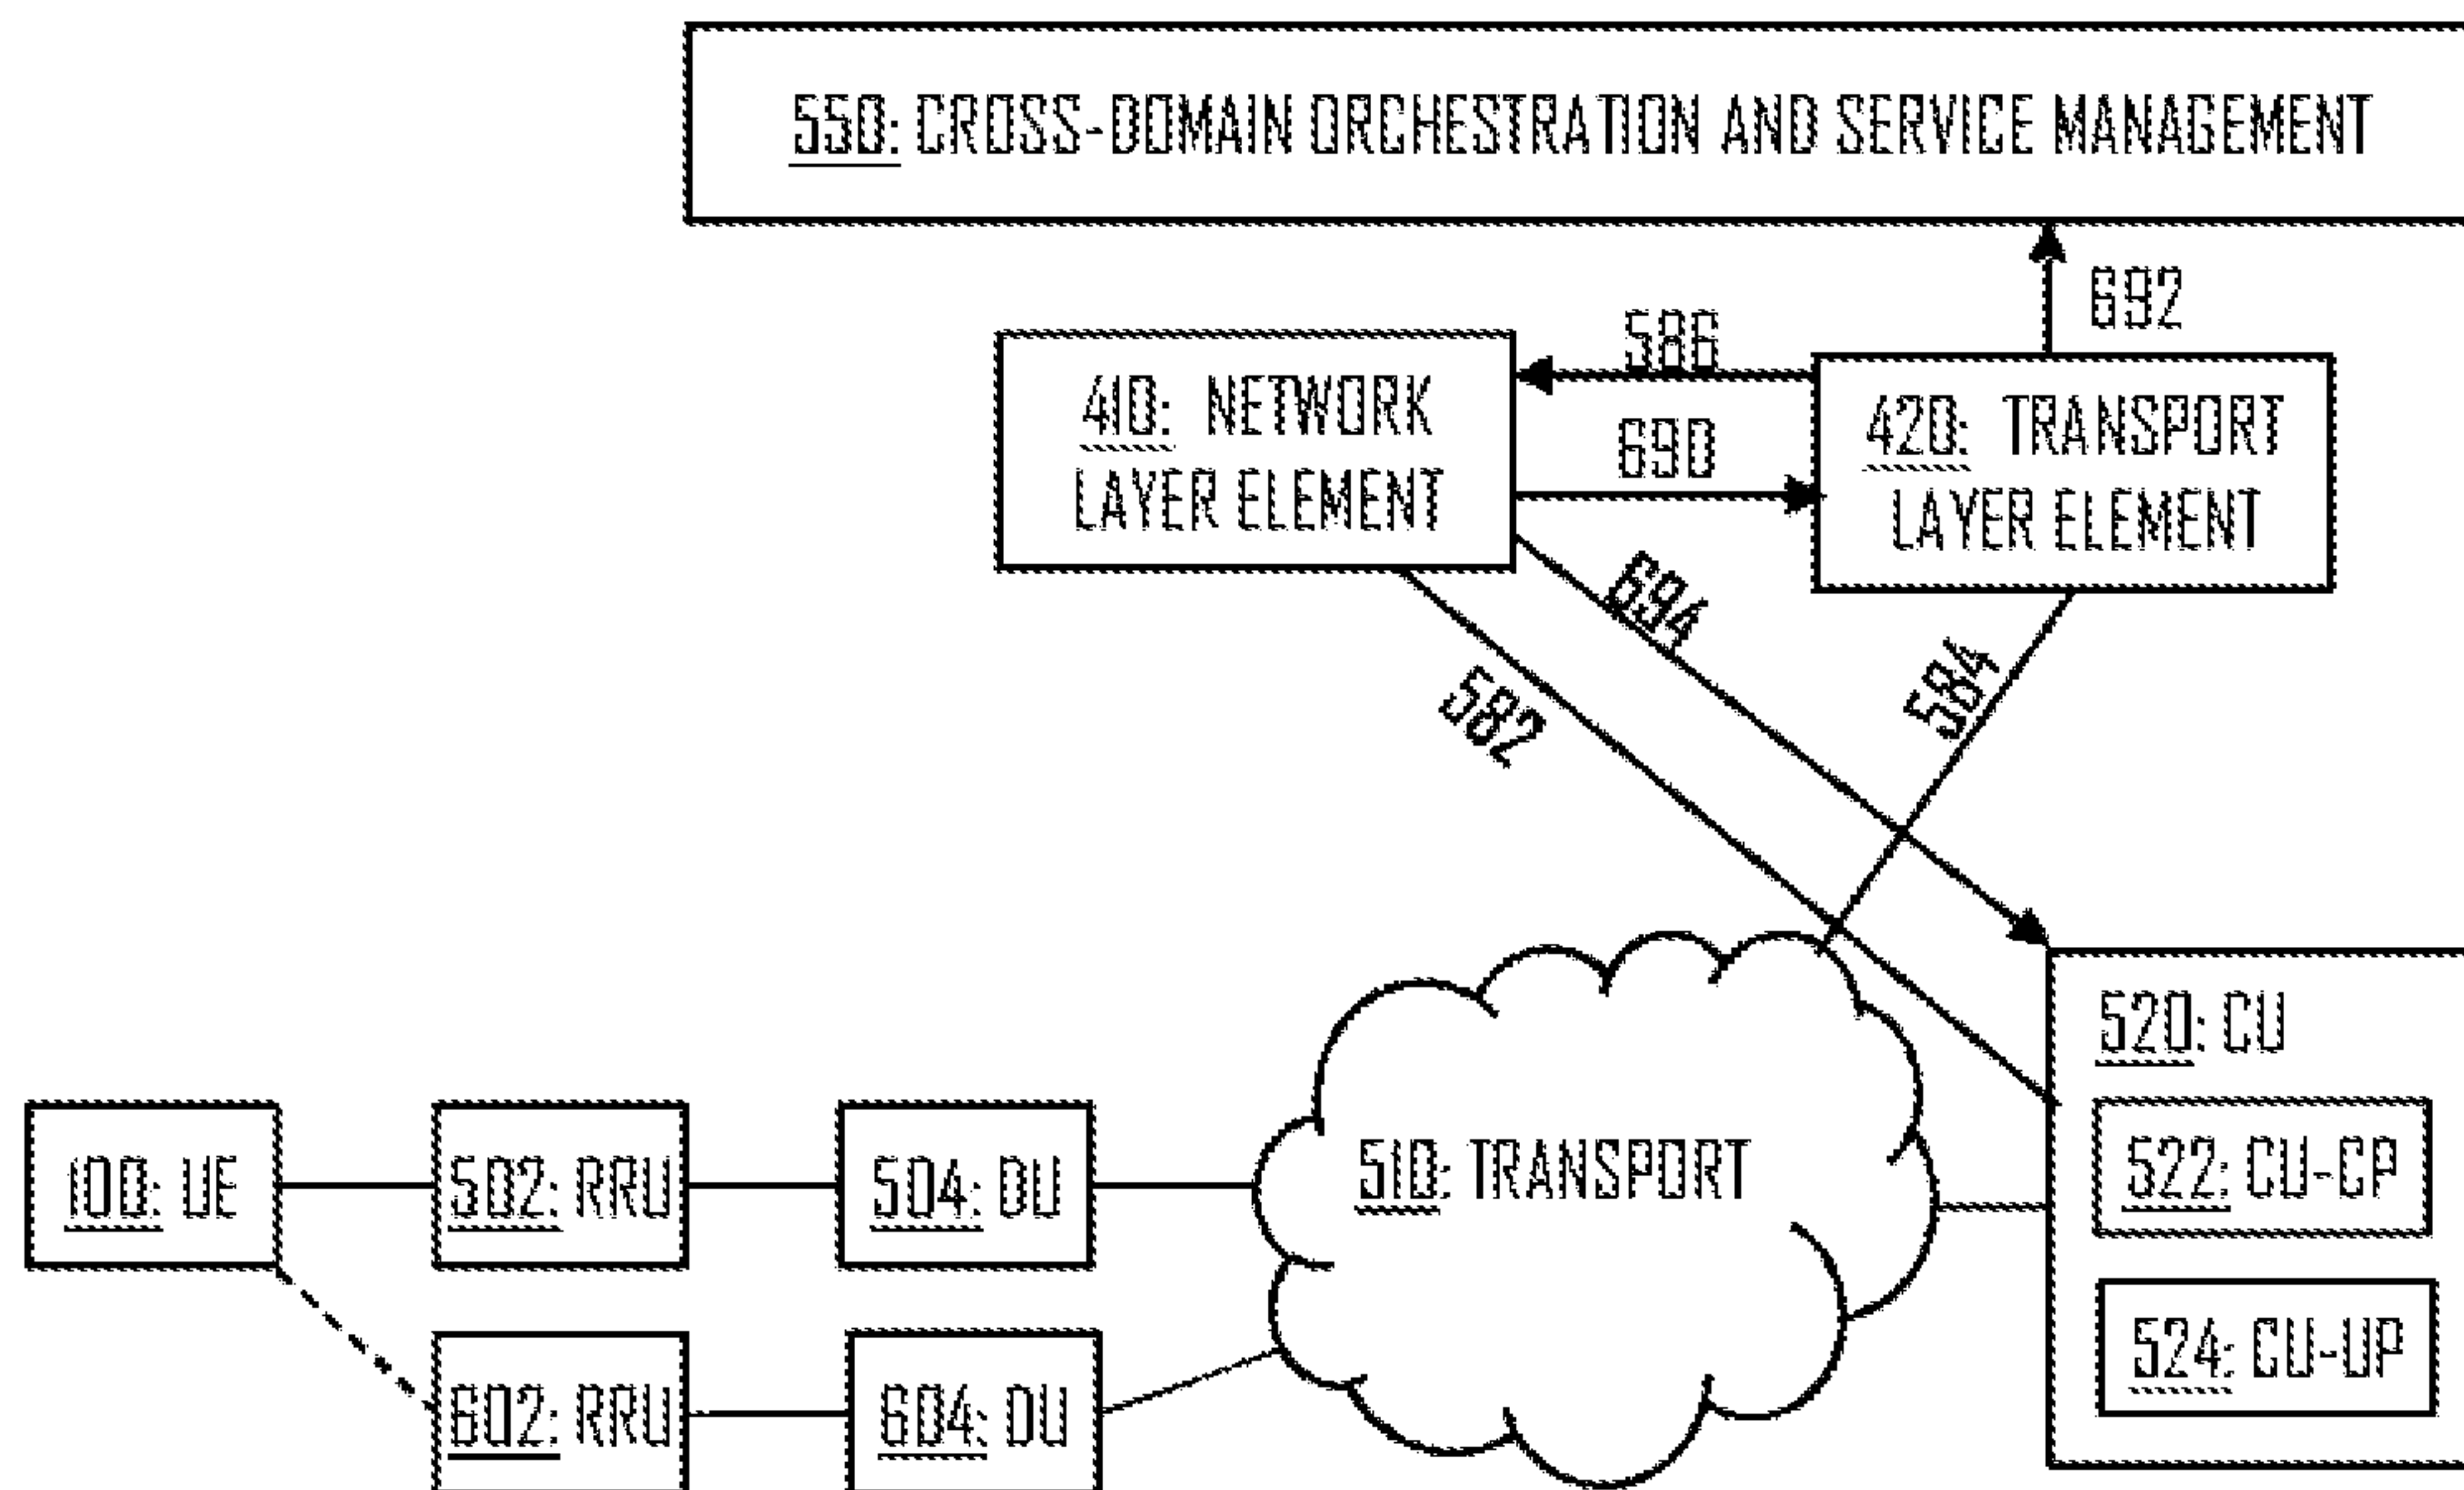 550: CROSS-DOMAIN ORCHESTRATION AND SERVICE MANAGEMENT
692
586
410: NETWORK
LAYER ELEMENT
690
420: TRANSPORT
LAYER ELEMENT
694
582
584
520: CU
100: UE
502: RRU
504: DU
510: TRANSPORT
522: CU-CP
524: CU-UP
602: RRU
604: DU